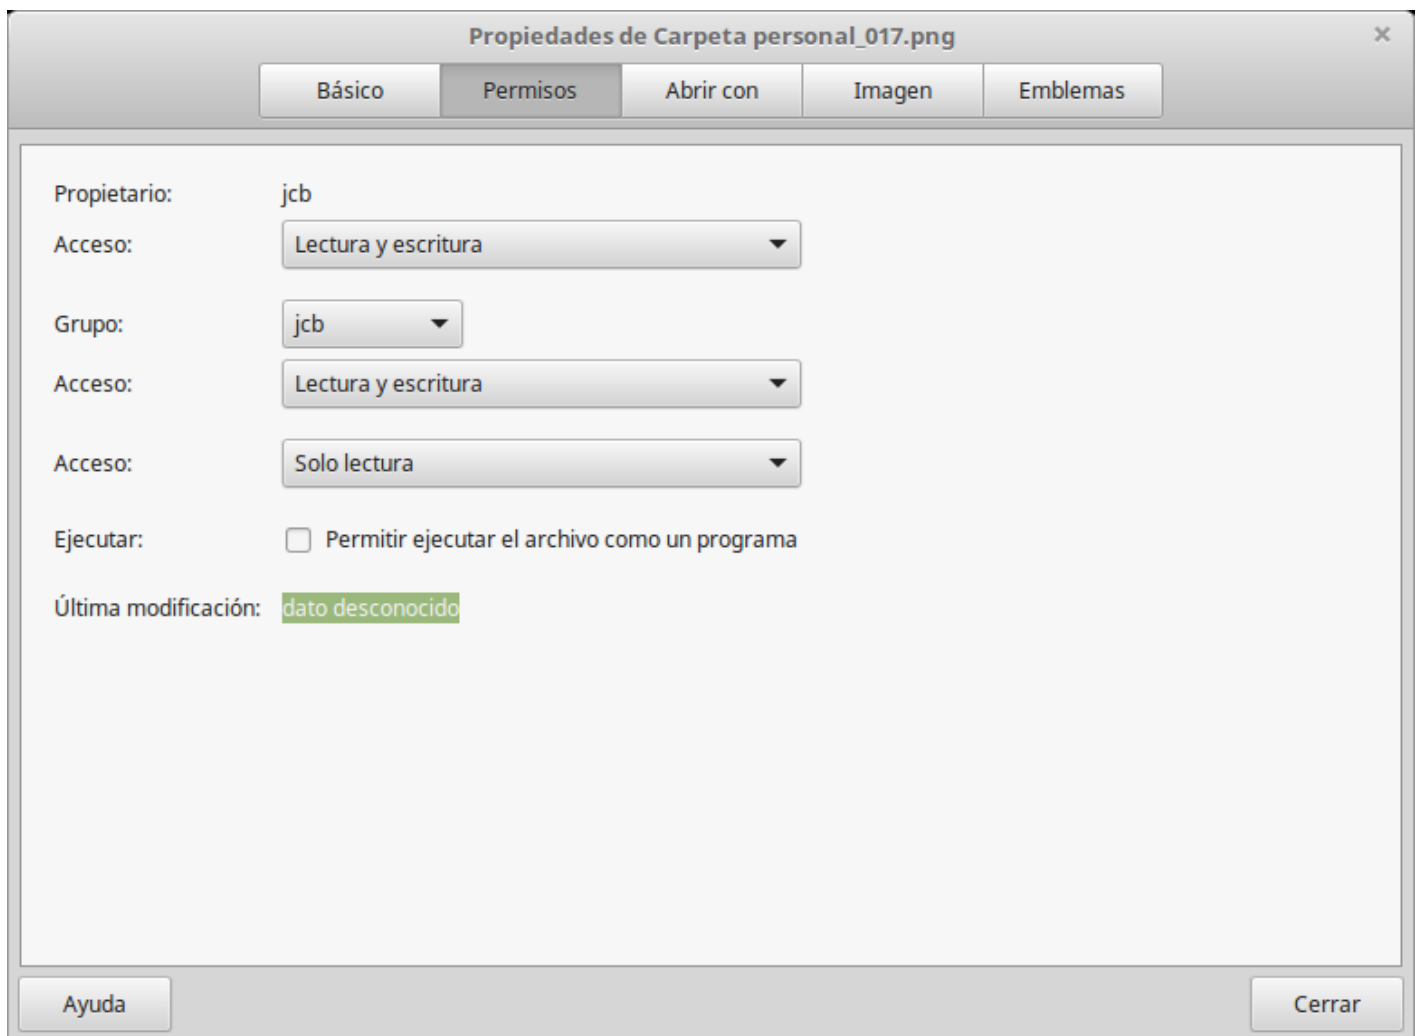 Propiedades de Carpeta personal_017.png
Básico Permisos Abrir con Imagen Emblemas
Propietario: jcb
Acceso: Lectura y escritura
Grupo: jcb
Acceso: Lectura y escritura
Acceso: Solo lectura
Ejecutar: Permitir ejecutar el archivo como un programa
Última modificación: dato desconocido
Ayuda Cerrar